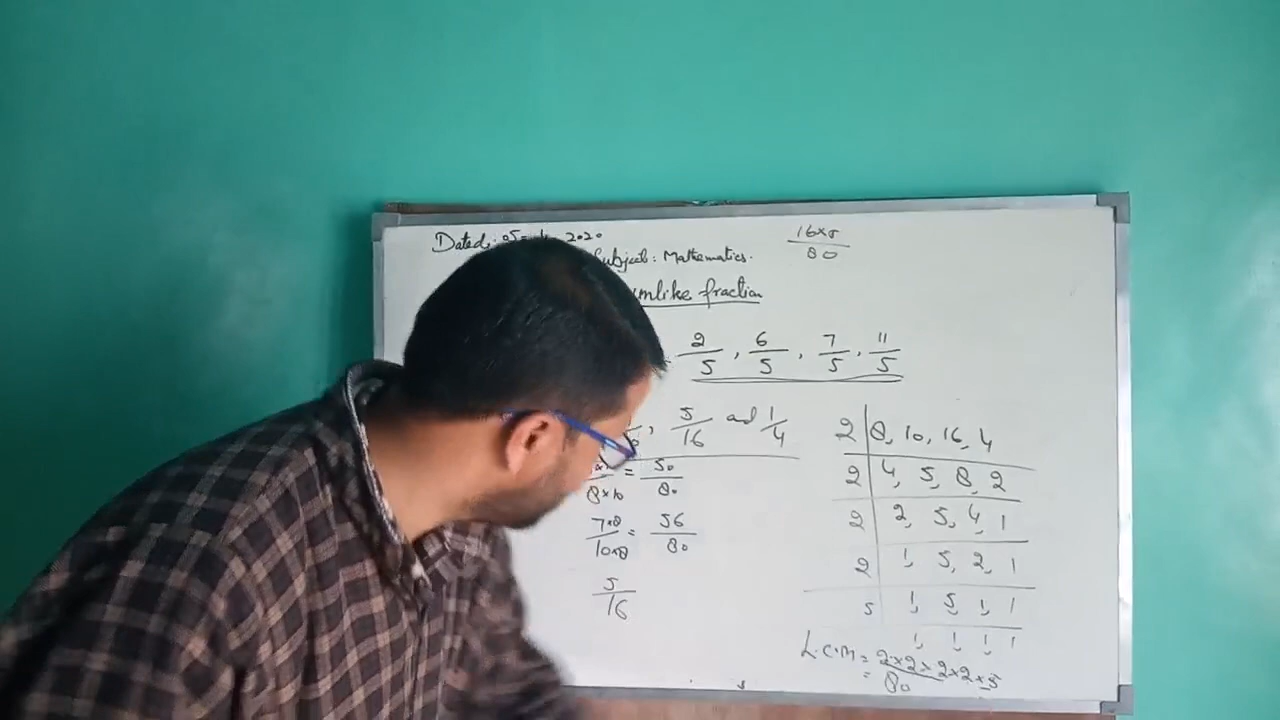 Dated: 05 2020
16×5
80
Subject: Mathematics.
unlike fraction
2/5, 6/5, 7/5, 11/5
5/16 and 1/4
8×10 = 50/80
7×8/10×8 = 56/80
5/16
2 | 8, 10, 16, 4
2 | 4, 5, 8, 2
2 | 2, 5, 4, 1
2 | 1, 5, 2, 1
5 | 1, 5, 1, 1
1, 1, 1, 1
L.C.M = 2×2×2×2×5
= 80